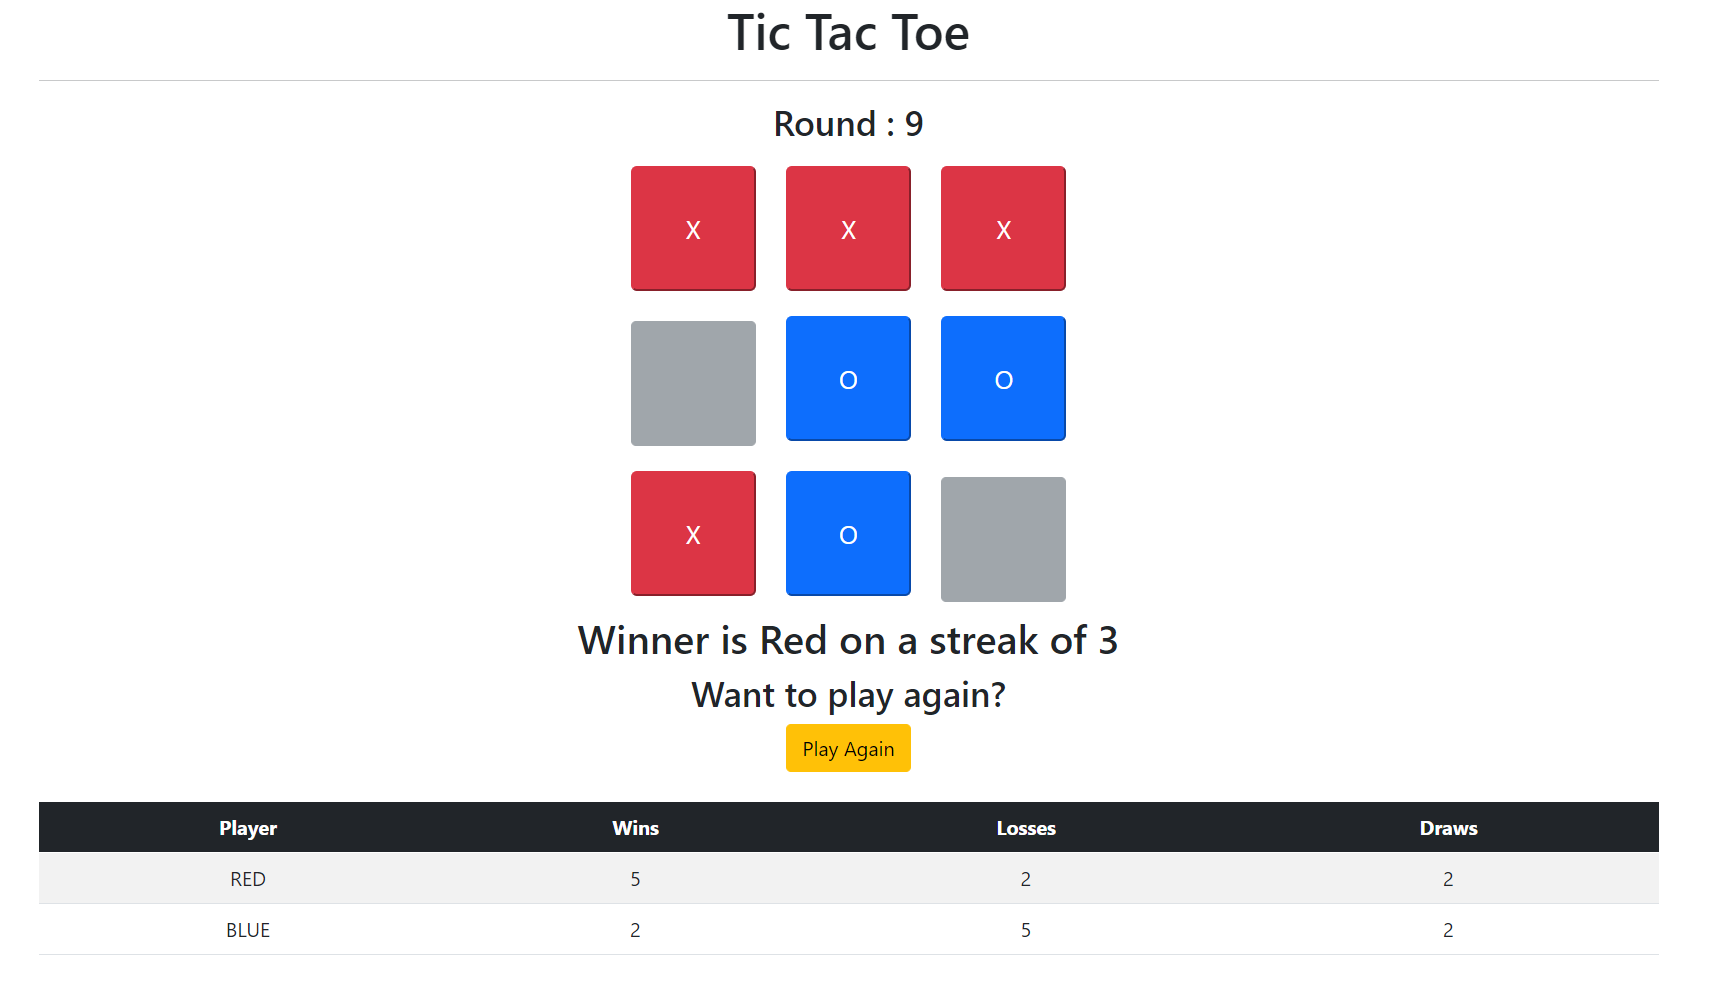 Tic Tac Toe
Round : 9
X X X
O O
X O
Winner is Red on a streak of 3
Want to play again?
Play Again
Player Wins Losses Draws
RED 5 2 2
BLUE 2 5 2